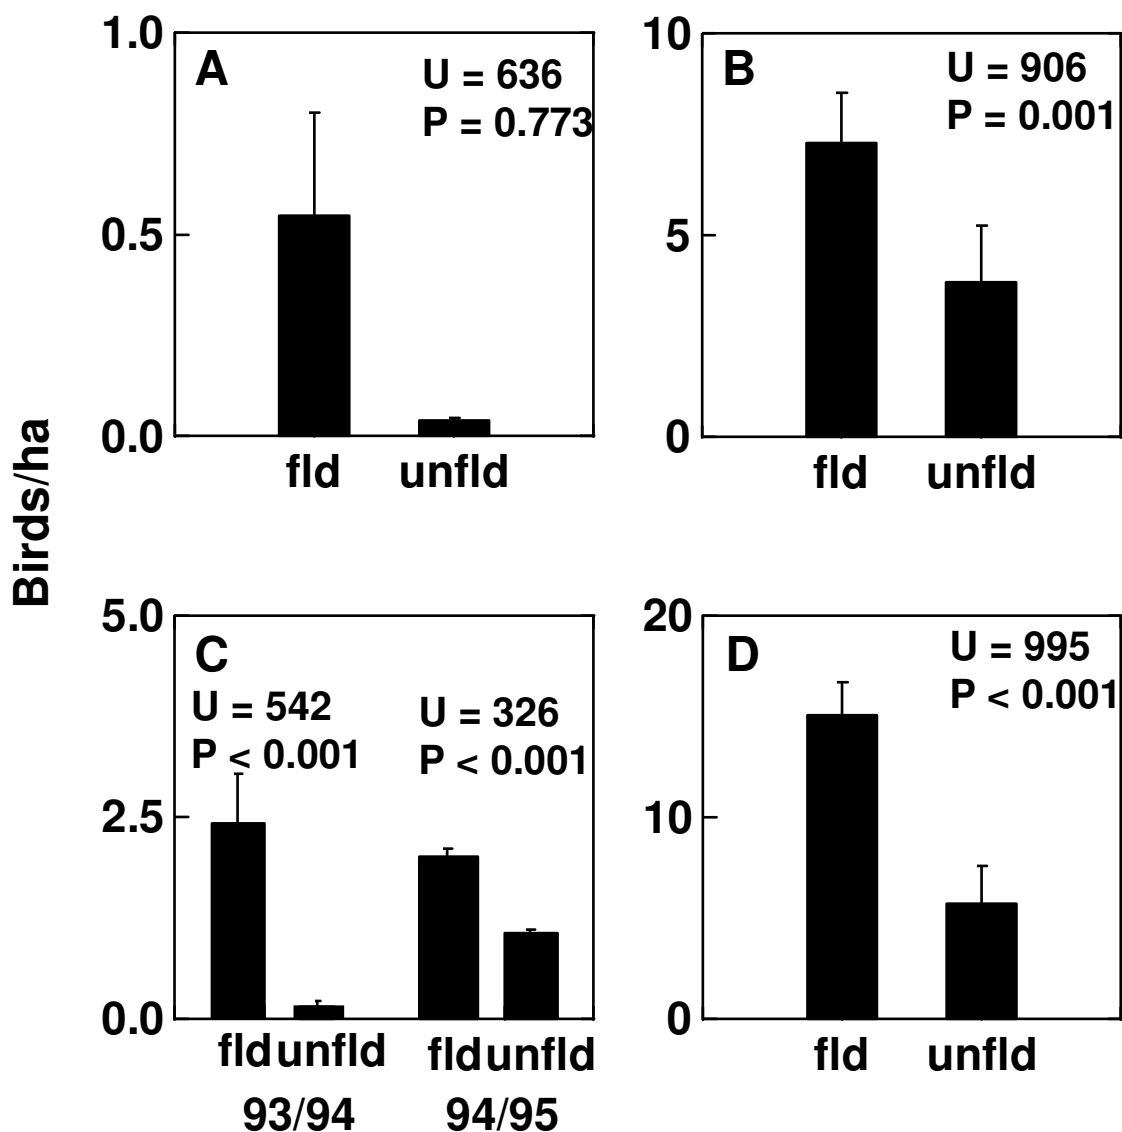 Birds/ha
1.0
0.5
0.0
A
U = 636
P = 0.773
fld unfld
10
5
0
B
U = 906
P = 0.001
fld unfld
5.0
2.5
0.0
C
U = 542
P < 0.001
U = 326
P < 0.001
fld unfld fld unfld
93/94 94/95
20
10
0
D
U = 995
P < 0.001
fld unfld